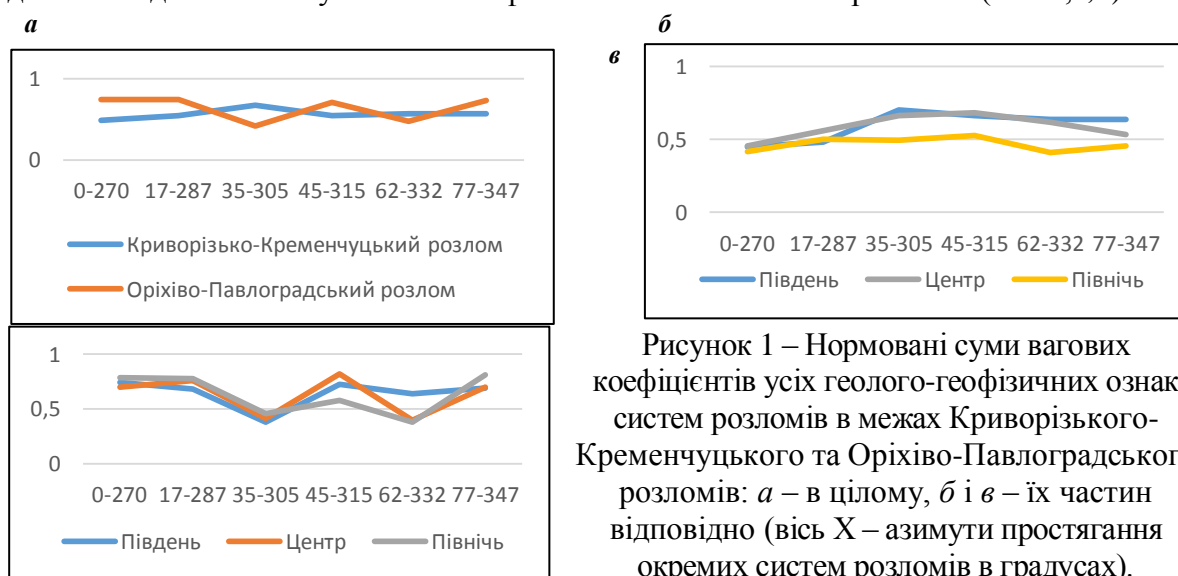 а
1
0
0-270 17-287 35-305 45-315 62-332 77-347
Криворізько-Кременчуцький розлом
Оріхіво-Павлоградський розлом
б
в
1
0,5
0
0-270 17-287 35-305 45-315 62-332 77-347
Південь Центр Північь
1
0,5
0
0-270 17-287 35-305 45-315 62-332 77-347
Південь Центр Північь
Рисунок 1 – Нормовані суми вагових
коефіцієнтів усіх геолого-геофізичних ознак
систем розломів в межах Криворізького-
Кременчуцького та Оріхіво-Павлоградськог
розломів: а – в цілому, б і в – їх частин
відповідно (вісь X – азимути простягання
окремих систем розломів в градусах).